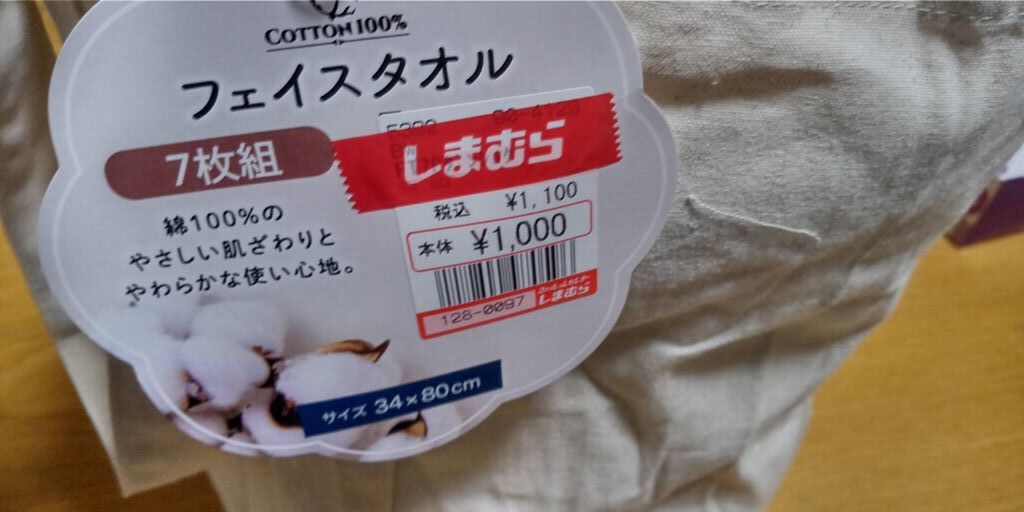 COTTON100%
フェイスタオル
7枚組
綿100%の
やさしい肌ざわりと
やわらかな使い心地。
しまむら
税込 ¥1,100
本体 ¥1,000
128-0097
しまむら
サイズ 34×80cm